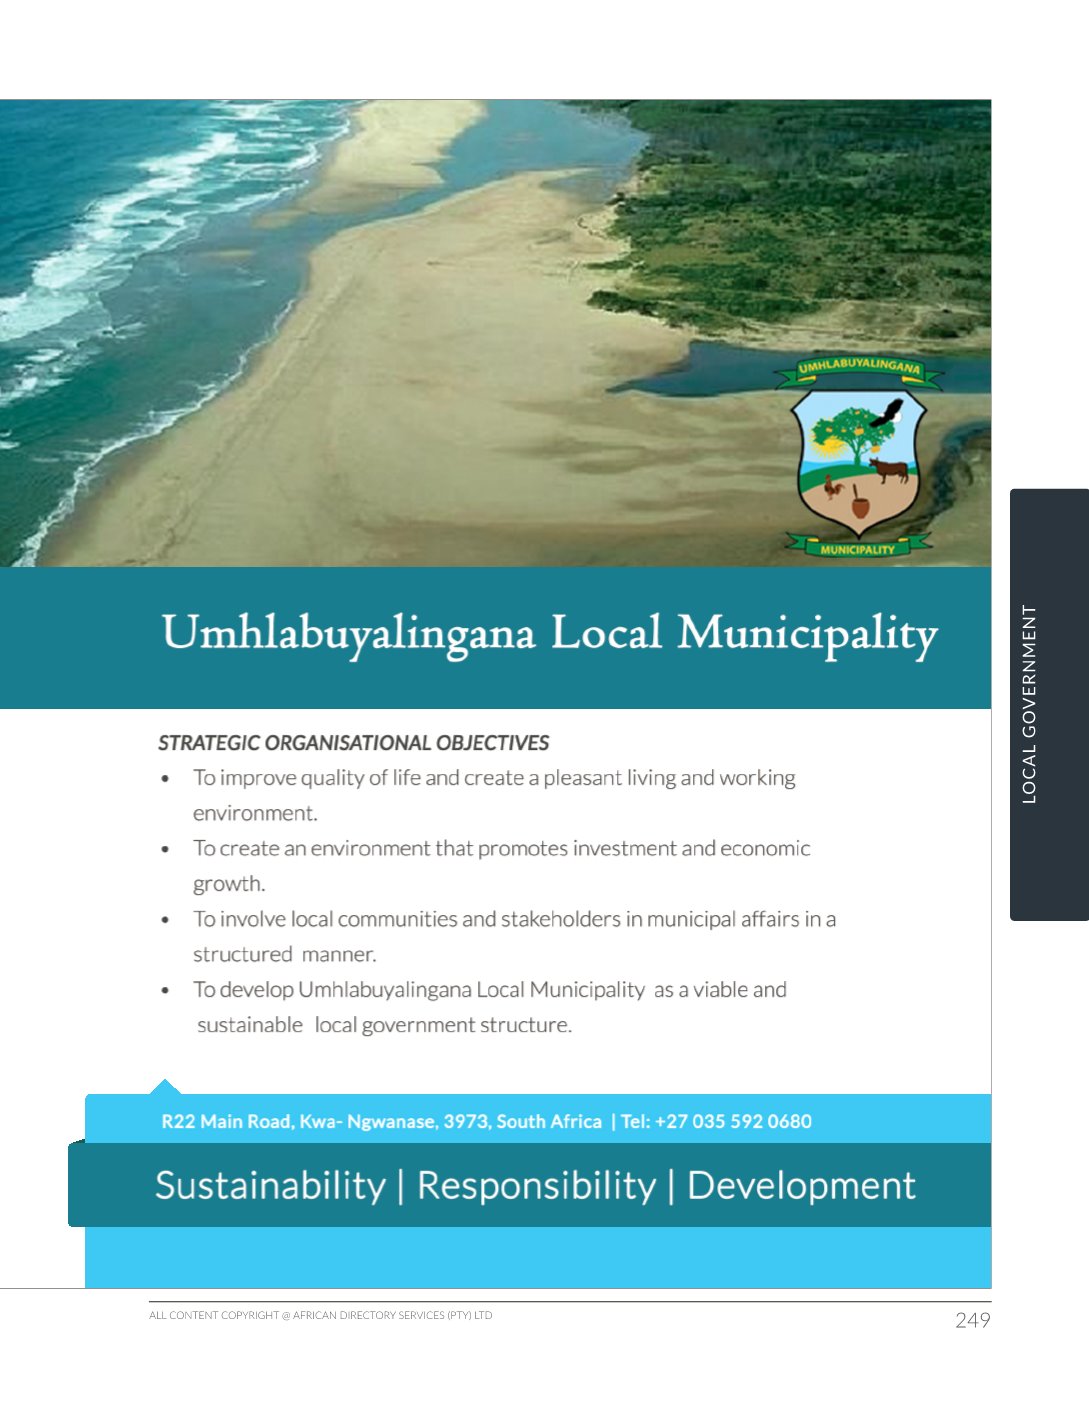 UMHLABUYALINGANA
MUNICIPALITY
Umhlabuyalingana Local Municipality
LOCAL GOVERNMENT
STRATEGIC ORGANISATIONAL OBJECTIVES
• To improve quality of life and create a pleasant living and working
environment.
• To create an environment that promotes investment and economic
growth.
• To involve local communities and stakeholders in municipal affairs in a
structured manner.
• To develop Umhlabuyalingana Local Municipality as a viable and
sustainable local government structure.
R22 Main Road, Kwa- Ngwanase, 3973, South Africa | Tel: +27 035 592 0680
Sustainability | Responsibility | Development
ALL CONTENT COPYRIGHT @ AFRICAN DIRECTORY SERVICES (PTY) LTD
249